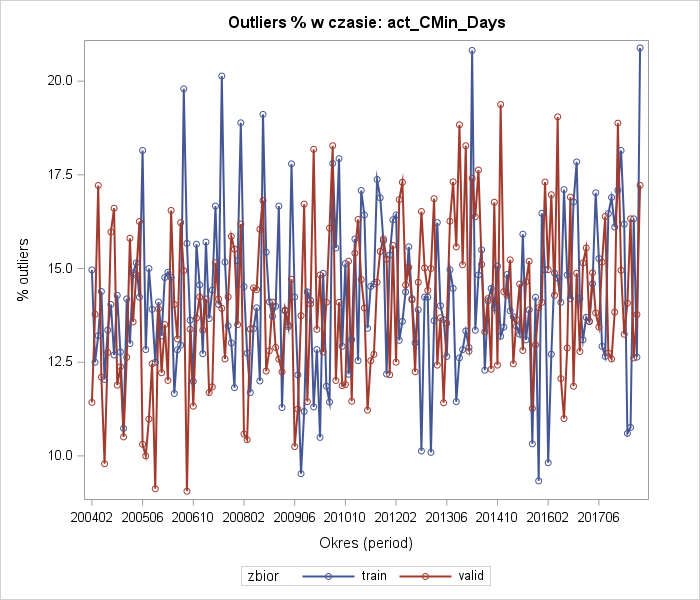 Outliers % w czasie: act_CMin_Days
% outliers
20.0
17.5
15.0
12.5
10.0
200402 200506 200610 200802 200906 201010 201202 201306 201410 201602 201706
Okres (period)
zbior train valid